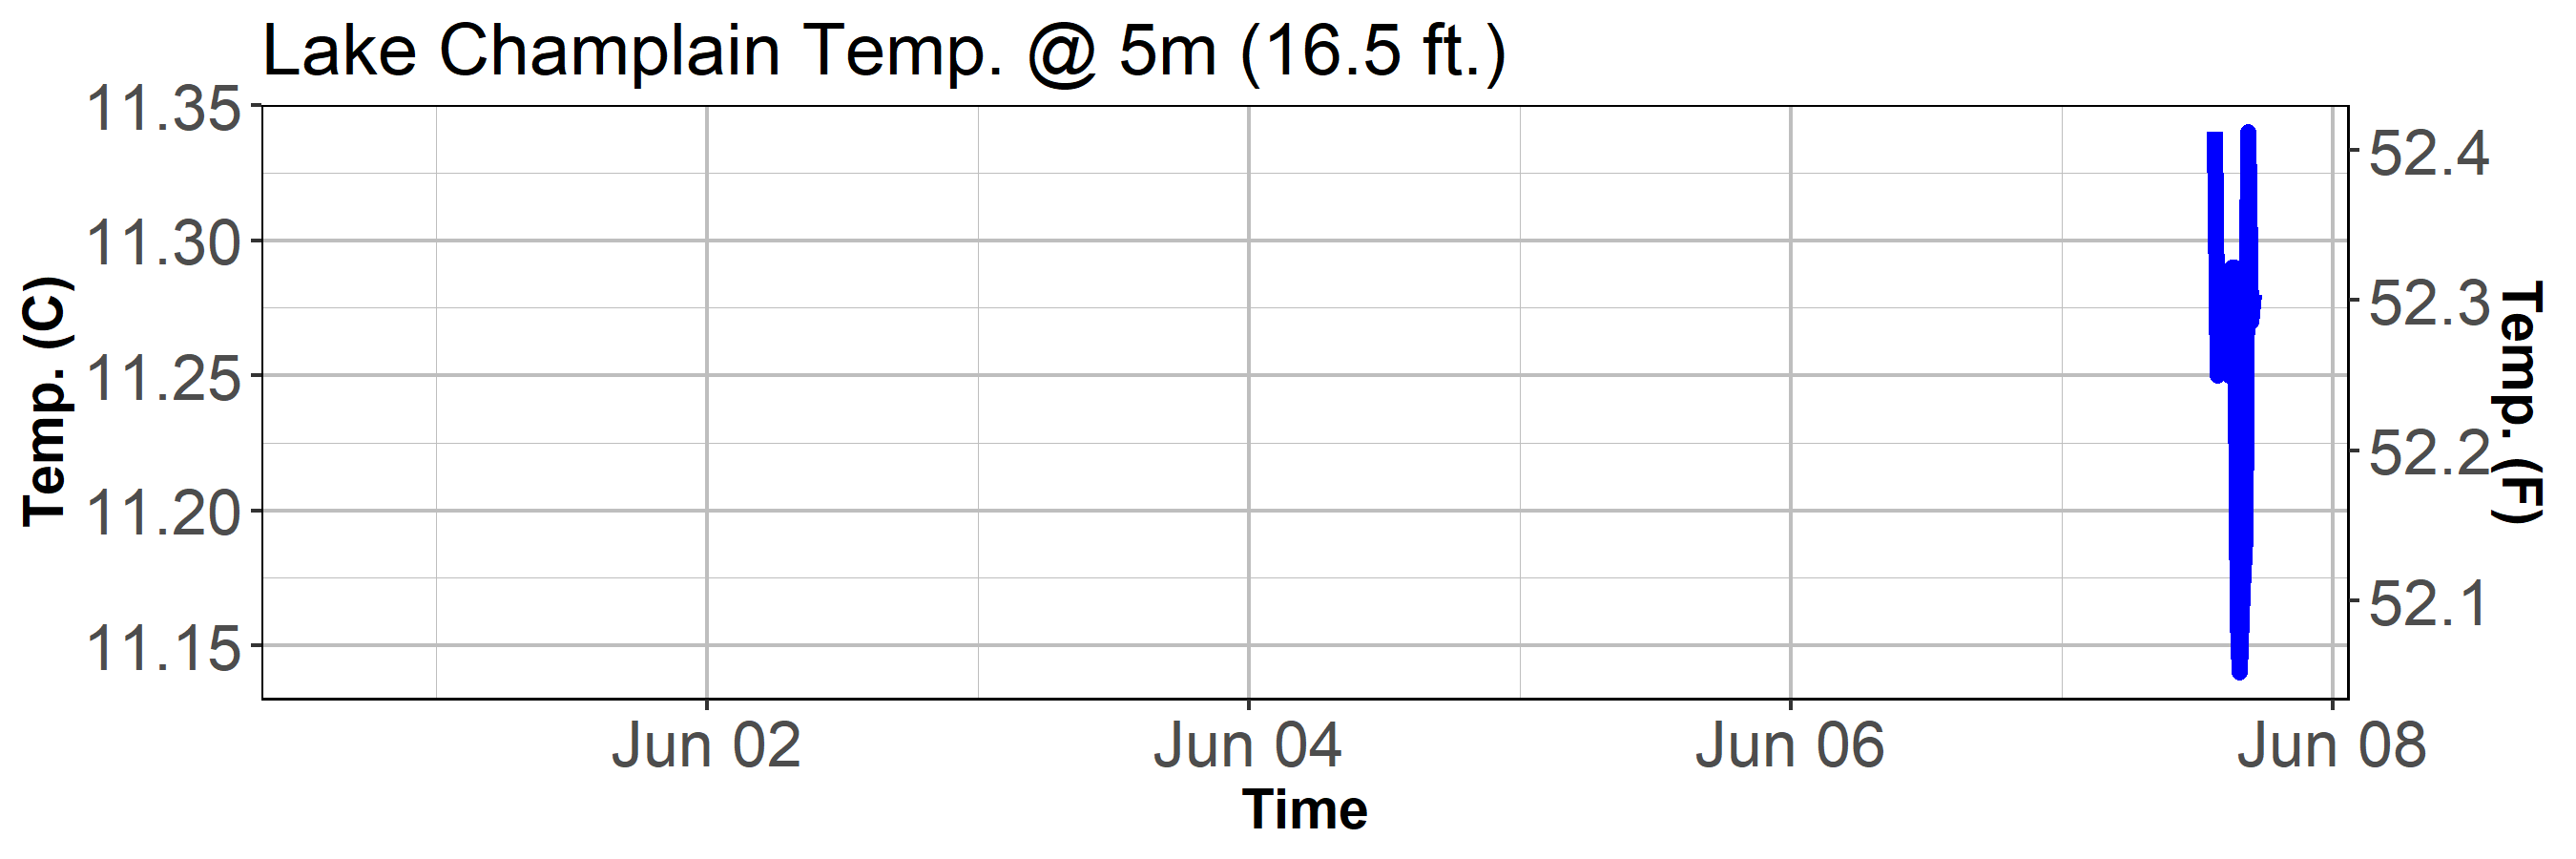 Lake Champlain Temp. @ 5m (16.5 ft.)
11.35
11.30
11.25
11.20
11.15
Temp. (C)
52.4
52.3
52.2
52.1
Temp. (F)
Jun 02
Jun 04
Jun 06
Jun 08
Time